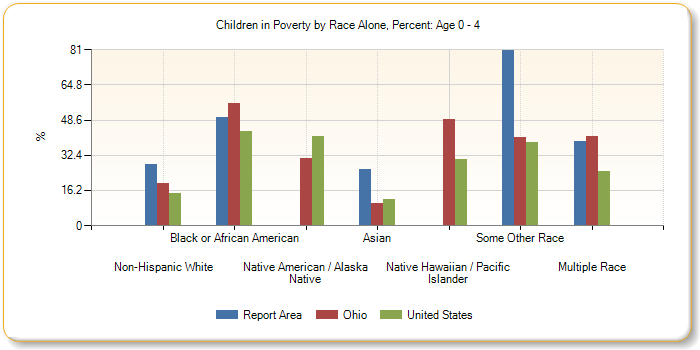 Children in Poverty by Race Alone, Percent: Age 0 - 4
81
64.8
48.6
32.4
16.2
0
%
Black or African American
Asian
Some Other Race
Non-Hispanic White
Native American / Alaska
Native
Native Hawaiian / Pacific
Islander
Multiple Race
Report Area
Ohio
United States